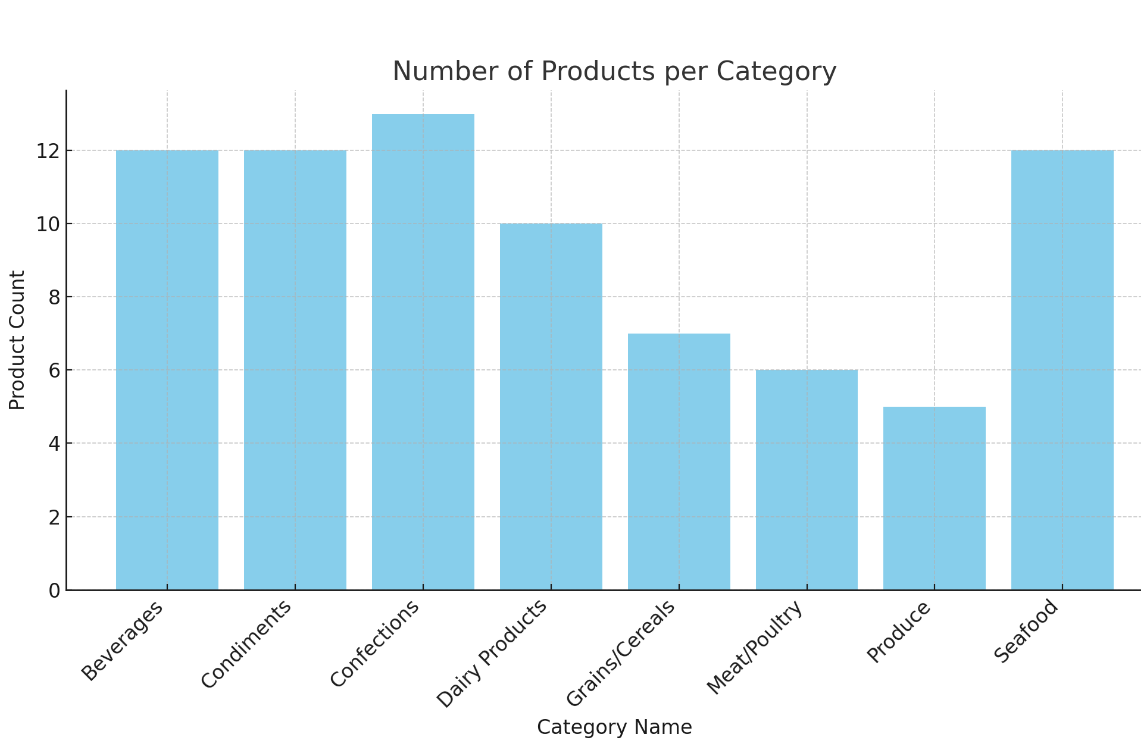 Number of Products per Category
Product Count
12
10
8
6
4
2
0
Beverages
Condiments
Confections
Dairy Products
Grains/Cereals
Meat/Poultry
Produce
Seafood
Category Name